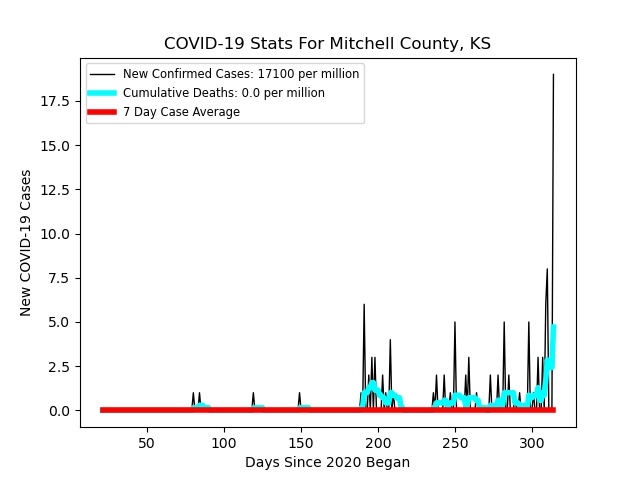 COVID-19 Stats For Mitchell County, KS
New Confirmed Cases: 17100 per million
Cumulative Deaths: 0.0 per million
7 Day Case Average
New COVID-19 Cases
17.5
15.0
12.5
10.0
7.5
5.0
2.5
0.0
50 100 150 200 250 300
Days Since 2020 Began